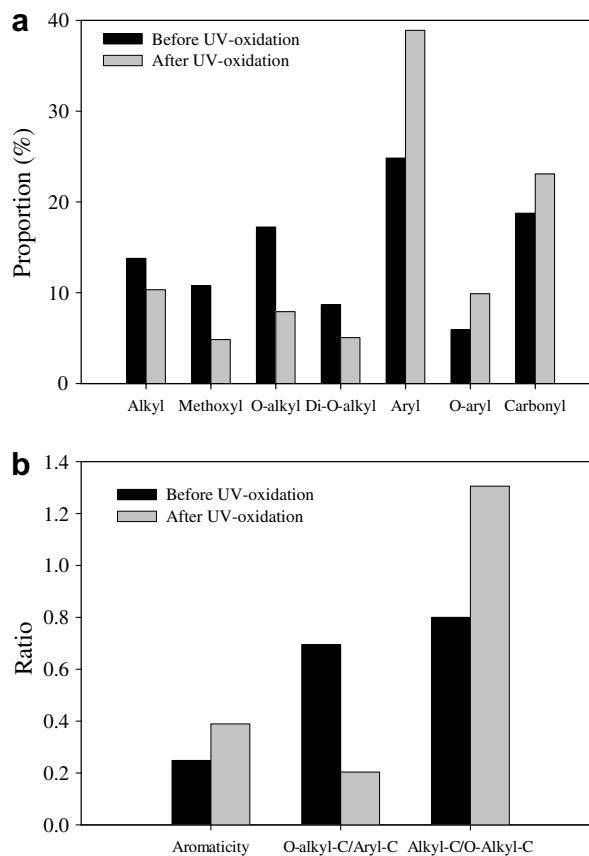 a
Before UV-oxidation
After UV-oxidation
Proportion (%)
40
30
20
10
0
Alkyl Methoxyl O-alkyl Di-O-alkyl Aryl O-aryl Carbonyl
b
Before UV-oxidation
After UV-oxidation
Ratio
1.4
1.2
1.0
0.8
0.6
0.4
0.2
0.0
Aromaticity O-alkyl-C/Aryl-C Alkyl-C/O-Alkyl-C